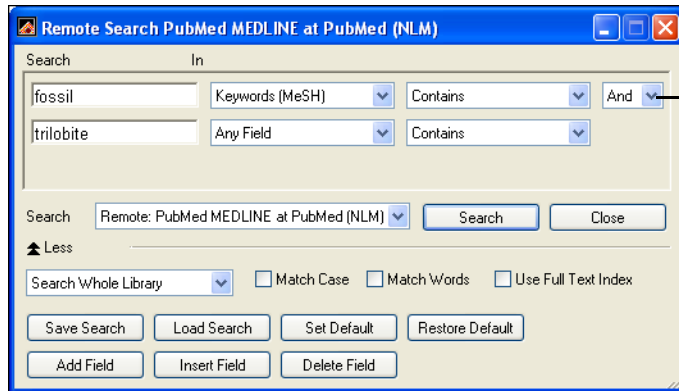 Remote Search PubMed MEDLINE at PubMed (NLM)
Search In
fossil Keywords (MeSH) Contains And
trilobite Any Field Contains
Search Remote: PubMed MEDLINE at PubMed (NLM) Search Close
Less
Search Whole Library Match Case Match Words Use Full Text Index
Save Search Load Search Set Default Restore Default
Add Field Insert Field Delete Field